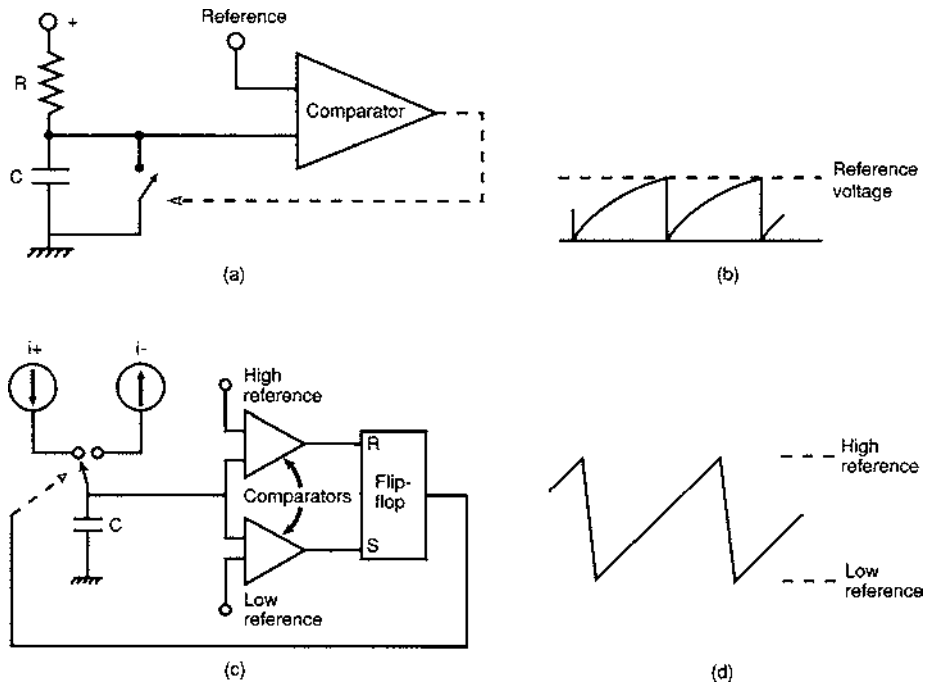 +
Reference
R
Comparator
C
Reference
voltage
(a)
(b)
i+
i-
High
reference
R
Comparators
Flip-
flop
C
S
Low
reference
High
reference
Low
reference
(c)
(d)